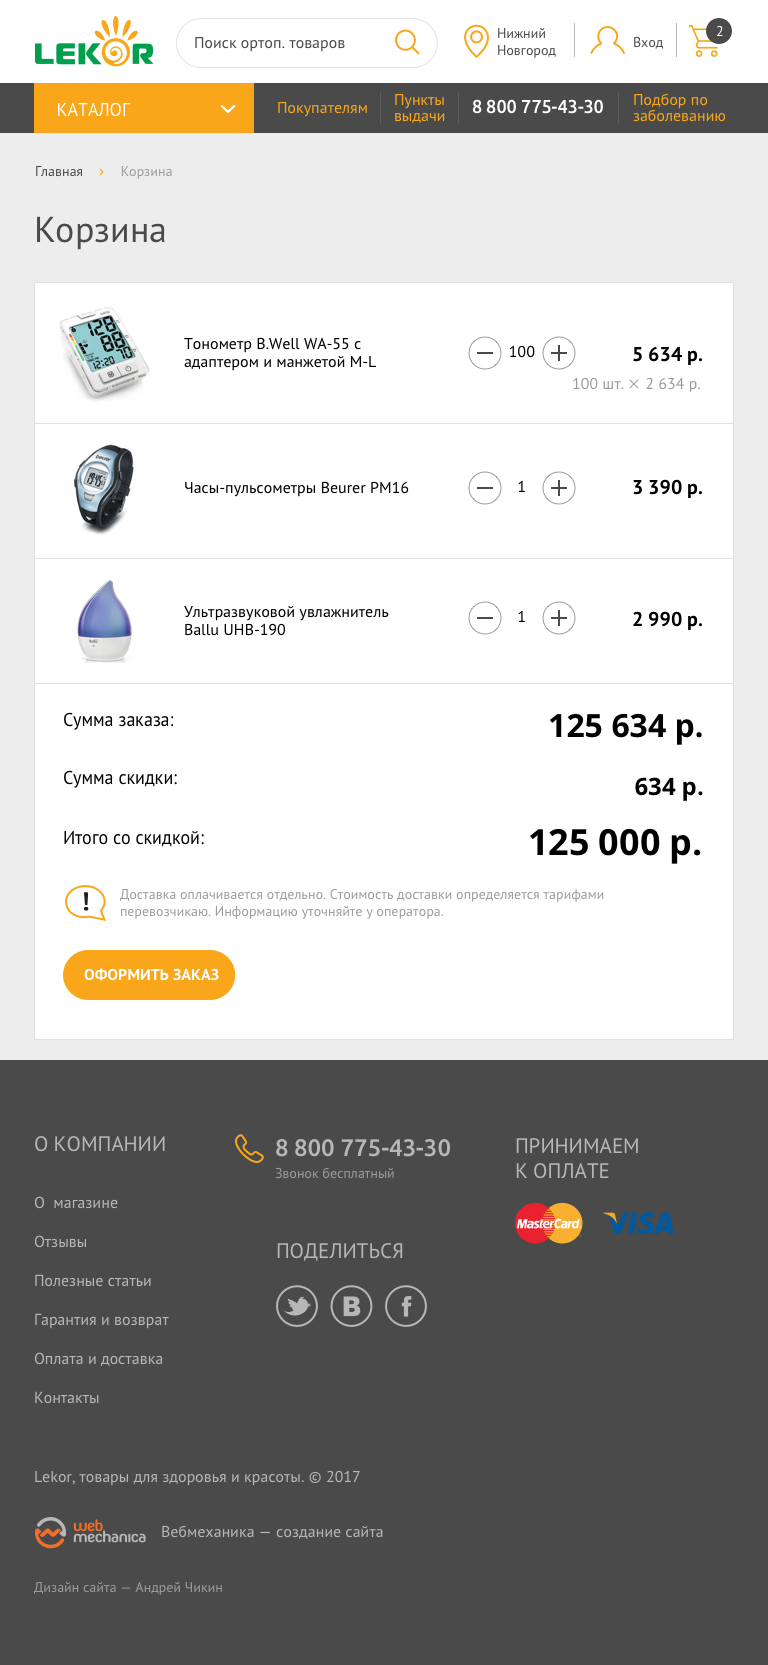 LEKOR
Поиск ортоп. товаров
Нижний
Новгород
Вход
2
КАТАЛОГ
Покупателям
Пункты
выдачи
8 800 775-43-30
Подбор по
заболеванию
Главная
Корзина
Корзина
Тонометр B.Well WA-55 с
адаптером и манжетой M-L
100
5 634 р.
100 шт. × 2 634 р.
Часы-пульсометры Beurer PM16
1
3 390 р.
Ультразвуковой увлажнитель
Ballu UHB-190
1
2 990 р.
Сумма заказа:
125 634 р.
Сумма скидки:
634 р.
Итого со скидкой:
125 000 р.
Доставка оплачивается отдельно. Стоимость доставки определяется тарифами
перевозчикаю. Информацию уточняйте у оператора.
ОФОРМИТЬ ЗАКАЗ
О КОМПАНИИ
О  магазине
Отзывы
Полезные статьи
Гарантия и возврат
Оплата и доставка
Контакты
8 800 775-43-30
Звонок бесплатный
ПОДЕЛИТЬСЯ
ПРИНИМАЕМ
К ОПЛАТЕ
MasterCard
VISA
Lekor, товары для здоровья и красоты. © 2017
web
mechanica
Вебмеханика — создание сайта
Дизайн сайта — Андрей Чикин